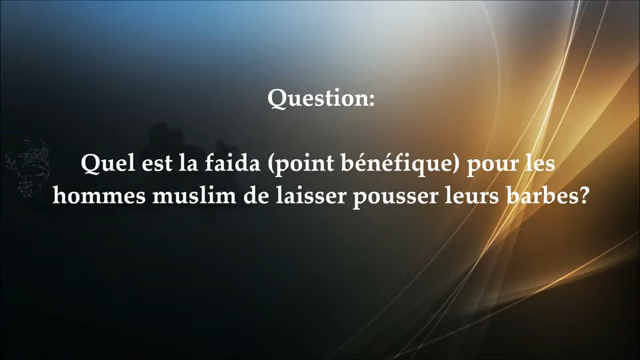 Question:
Quel est la faida (point bénéfique) pour les
hommes muslim de laisser pousser leurs barbes?